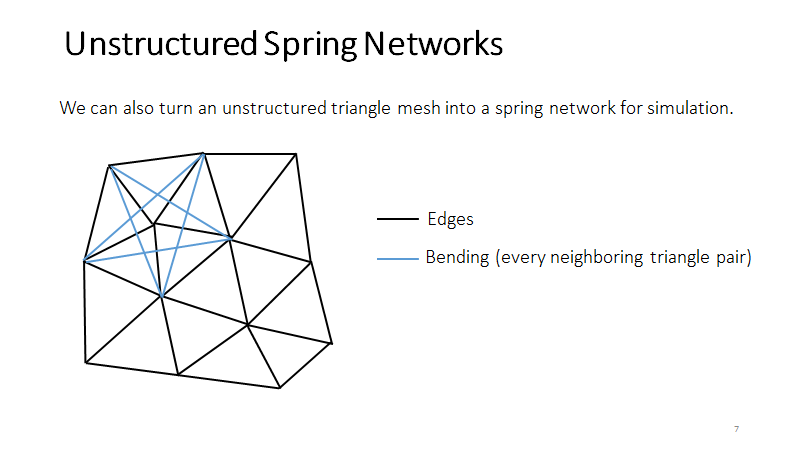 Unstructured Spring Networks
We can also turn an unstructured triangle mesh into a spring network for simulation.
Edges
Bending (every neighboring triangle pair)
7